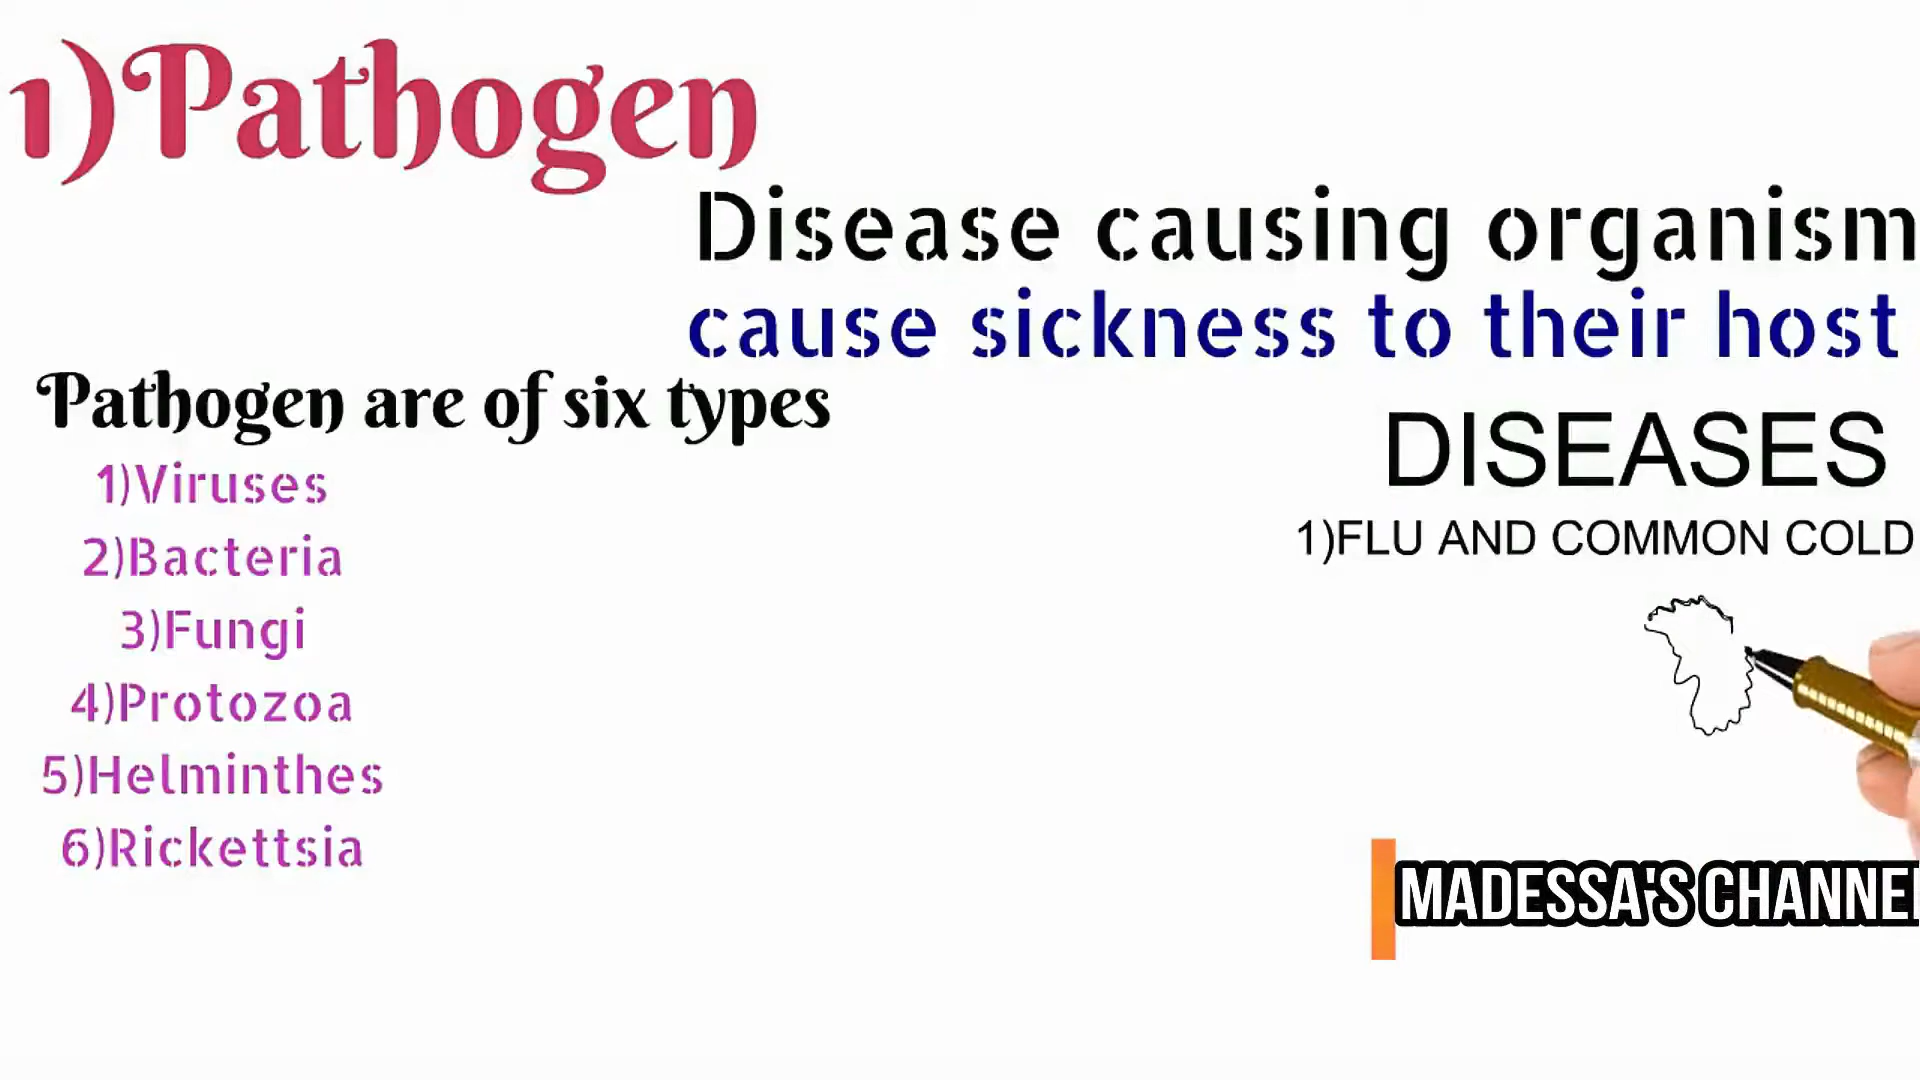 1)Pathogen
Disease causing organism
cause sickness to their host
Pathogen are of six types
1)Viruses
2)Bacteria
3)Fungi
4)Protozoa
5)Helminthes
6)Rickettsia
DISEASES
1)FLU AND COMMON COLD
MADESSA'S CHANNEL